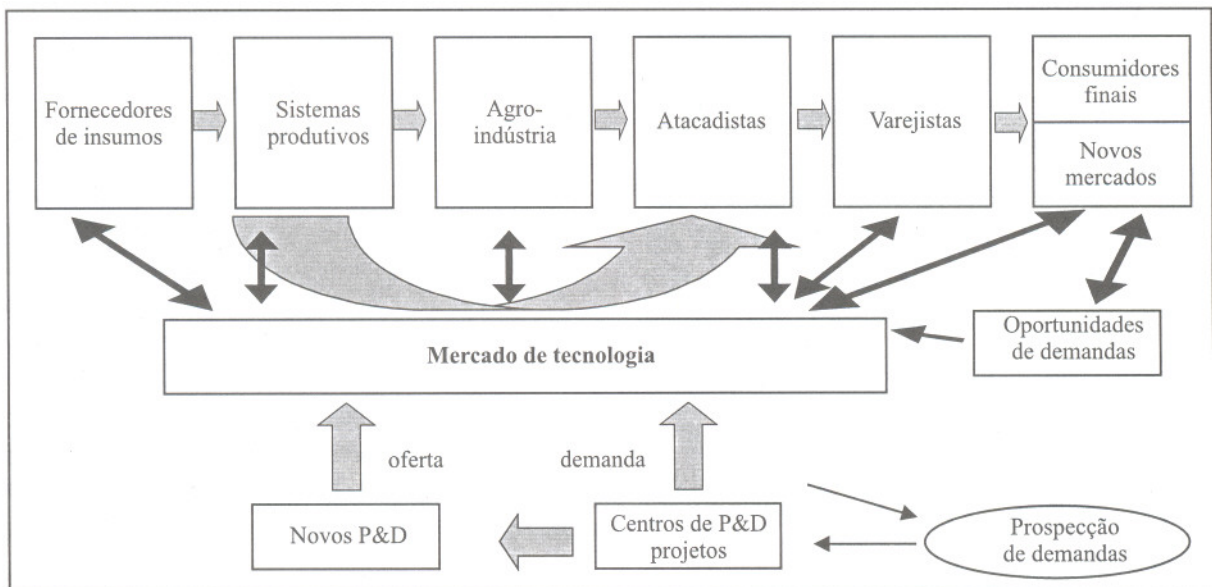 Fornecedores
de insumos
Sistemas
produtivos
Agro-
indústria
Atacadistas
Varejistas
Consumidores
finais
Novos
mercados
Mercado de tecnologia
Oportunidades
de demandas
oferta
demanda
Novos P&D
Centros de P&D
projetos
Prospecção
de demandas